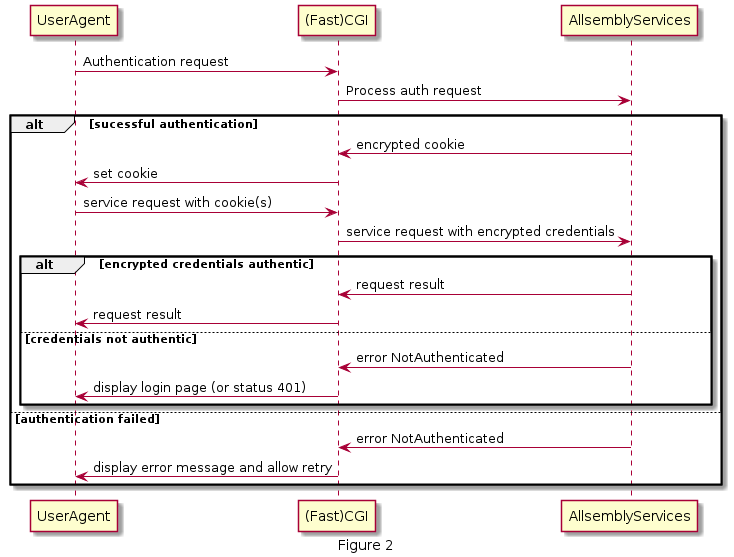 UserAgent
(Fast)CGI
AllsemblyServices
Authentication request
Process auth request
alt
[sucessful authentication]
encrypted cookie
set cookie
service request with cookie(s)
service request with encrypted credentials
alt
[encrypted credentials authentic]
request result
request result
[credentials not authentic]
error NotAuthenticated
display login page (or status 401)
[authentication failed]
error NotAuthenticated
display error message and allow retry
UserAgent
(Fast)CGI
AllsemblyServices
Figure 2